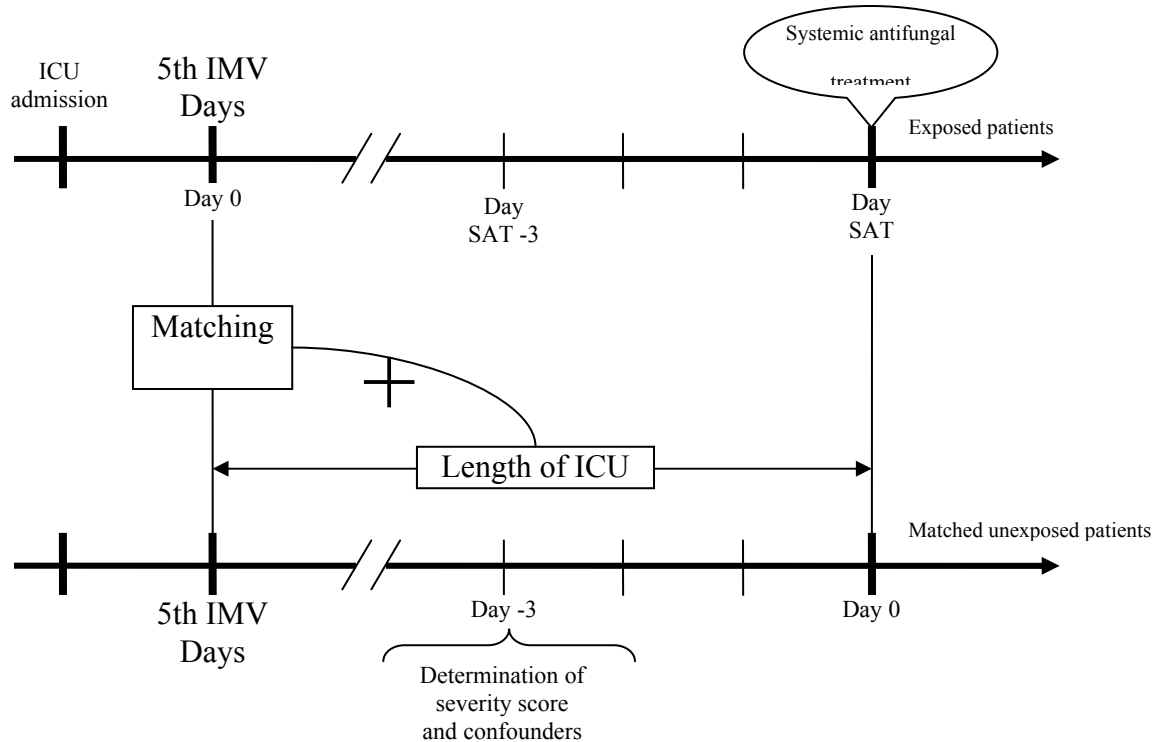 Systemic antifungal
treatment
ICU
admission
5th IMV
Days
Exposed patients
Day 0
Day
SAT -3
Day
SAT
Matching
Length of ICU
Matched unexposed patients
5th IMV
Days
Day -3
Day 0
Determination of
severity score
and confounders